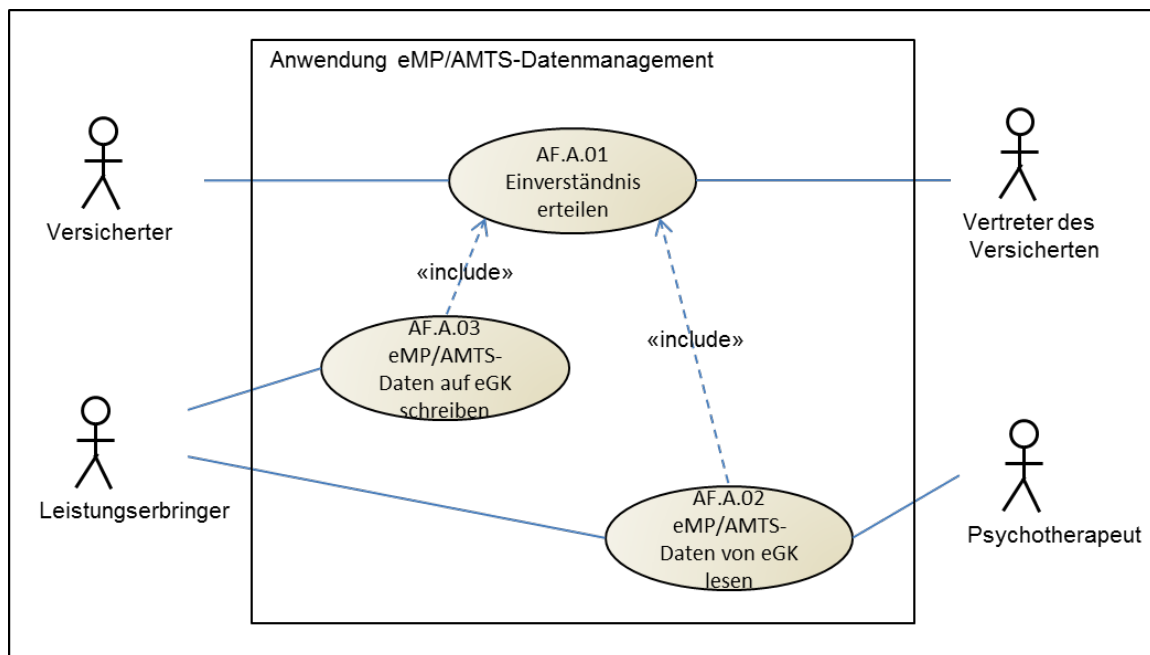 Anwendung eMP/AMTS-Datenmanagement
AF.A.01
Einverständnis
erteilen
Versicherter
Vertreter des
Versicherten
«include»
AF.A.03
eMP/AMTS-
Daten auf eGK
schreiben
«include»
Leistungserbringer
AF.A.02
eMP/AMTS-
Daten von eGK
lesen
Psychotherapeut